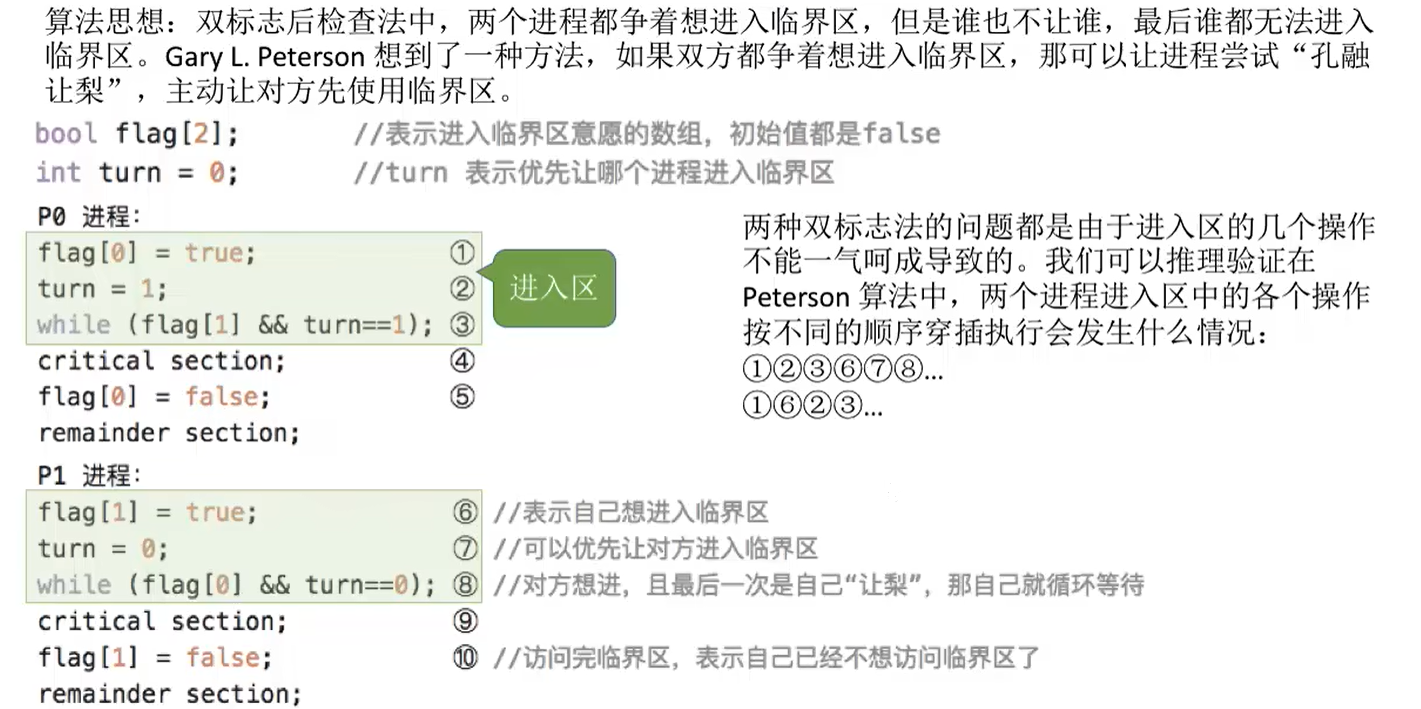 算法思想：双标志后检查法中，两个进程都争着想进入临界区，但是谁也不让谁，最后谁都无法进入
临界区。Gary L. Peterson 想到了一种方法，如果双方都争着想进入临界区，那可以让进程尝试“孔融
让梨”，主动让对方先使用临界区。
bool flag[2]; //表示进入临界区意愿的数组，初始值都是false
int turn = 0; //turn 表示优先让哪个进程进入临界区
P0 进程：
flag[0] = true; ①
turn = 1; ②
while (flag[1] && turn==1); ③
critical section; ④
flag[0] = false; ⑤
remainder section;
进入区
两种双标志法的问题都是由于进入区的几个操作
不能一气呵成导致的。我们可以推理验证在
Peterson 算法中，两个进程进入区中的各个操作
按不同的顺序穿插执行会发生什么情况：
①②③⑥⑦⑧...
①⑥②③...
P1 进程：
flag[1] = true; ⑥ //表示自己想进入临界区
turn = 0; ⑦ //可以优先让对方进入临界区
while (flag[0] && turn==0); ⑧ //对方想进，且最后一次是自己“让梨”，那自己就循环等待
critical section; ⑨
flag[1] = false; ⑩ //访问完临界区，表示自己已经不想访问临界区了
remainder section;